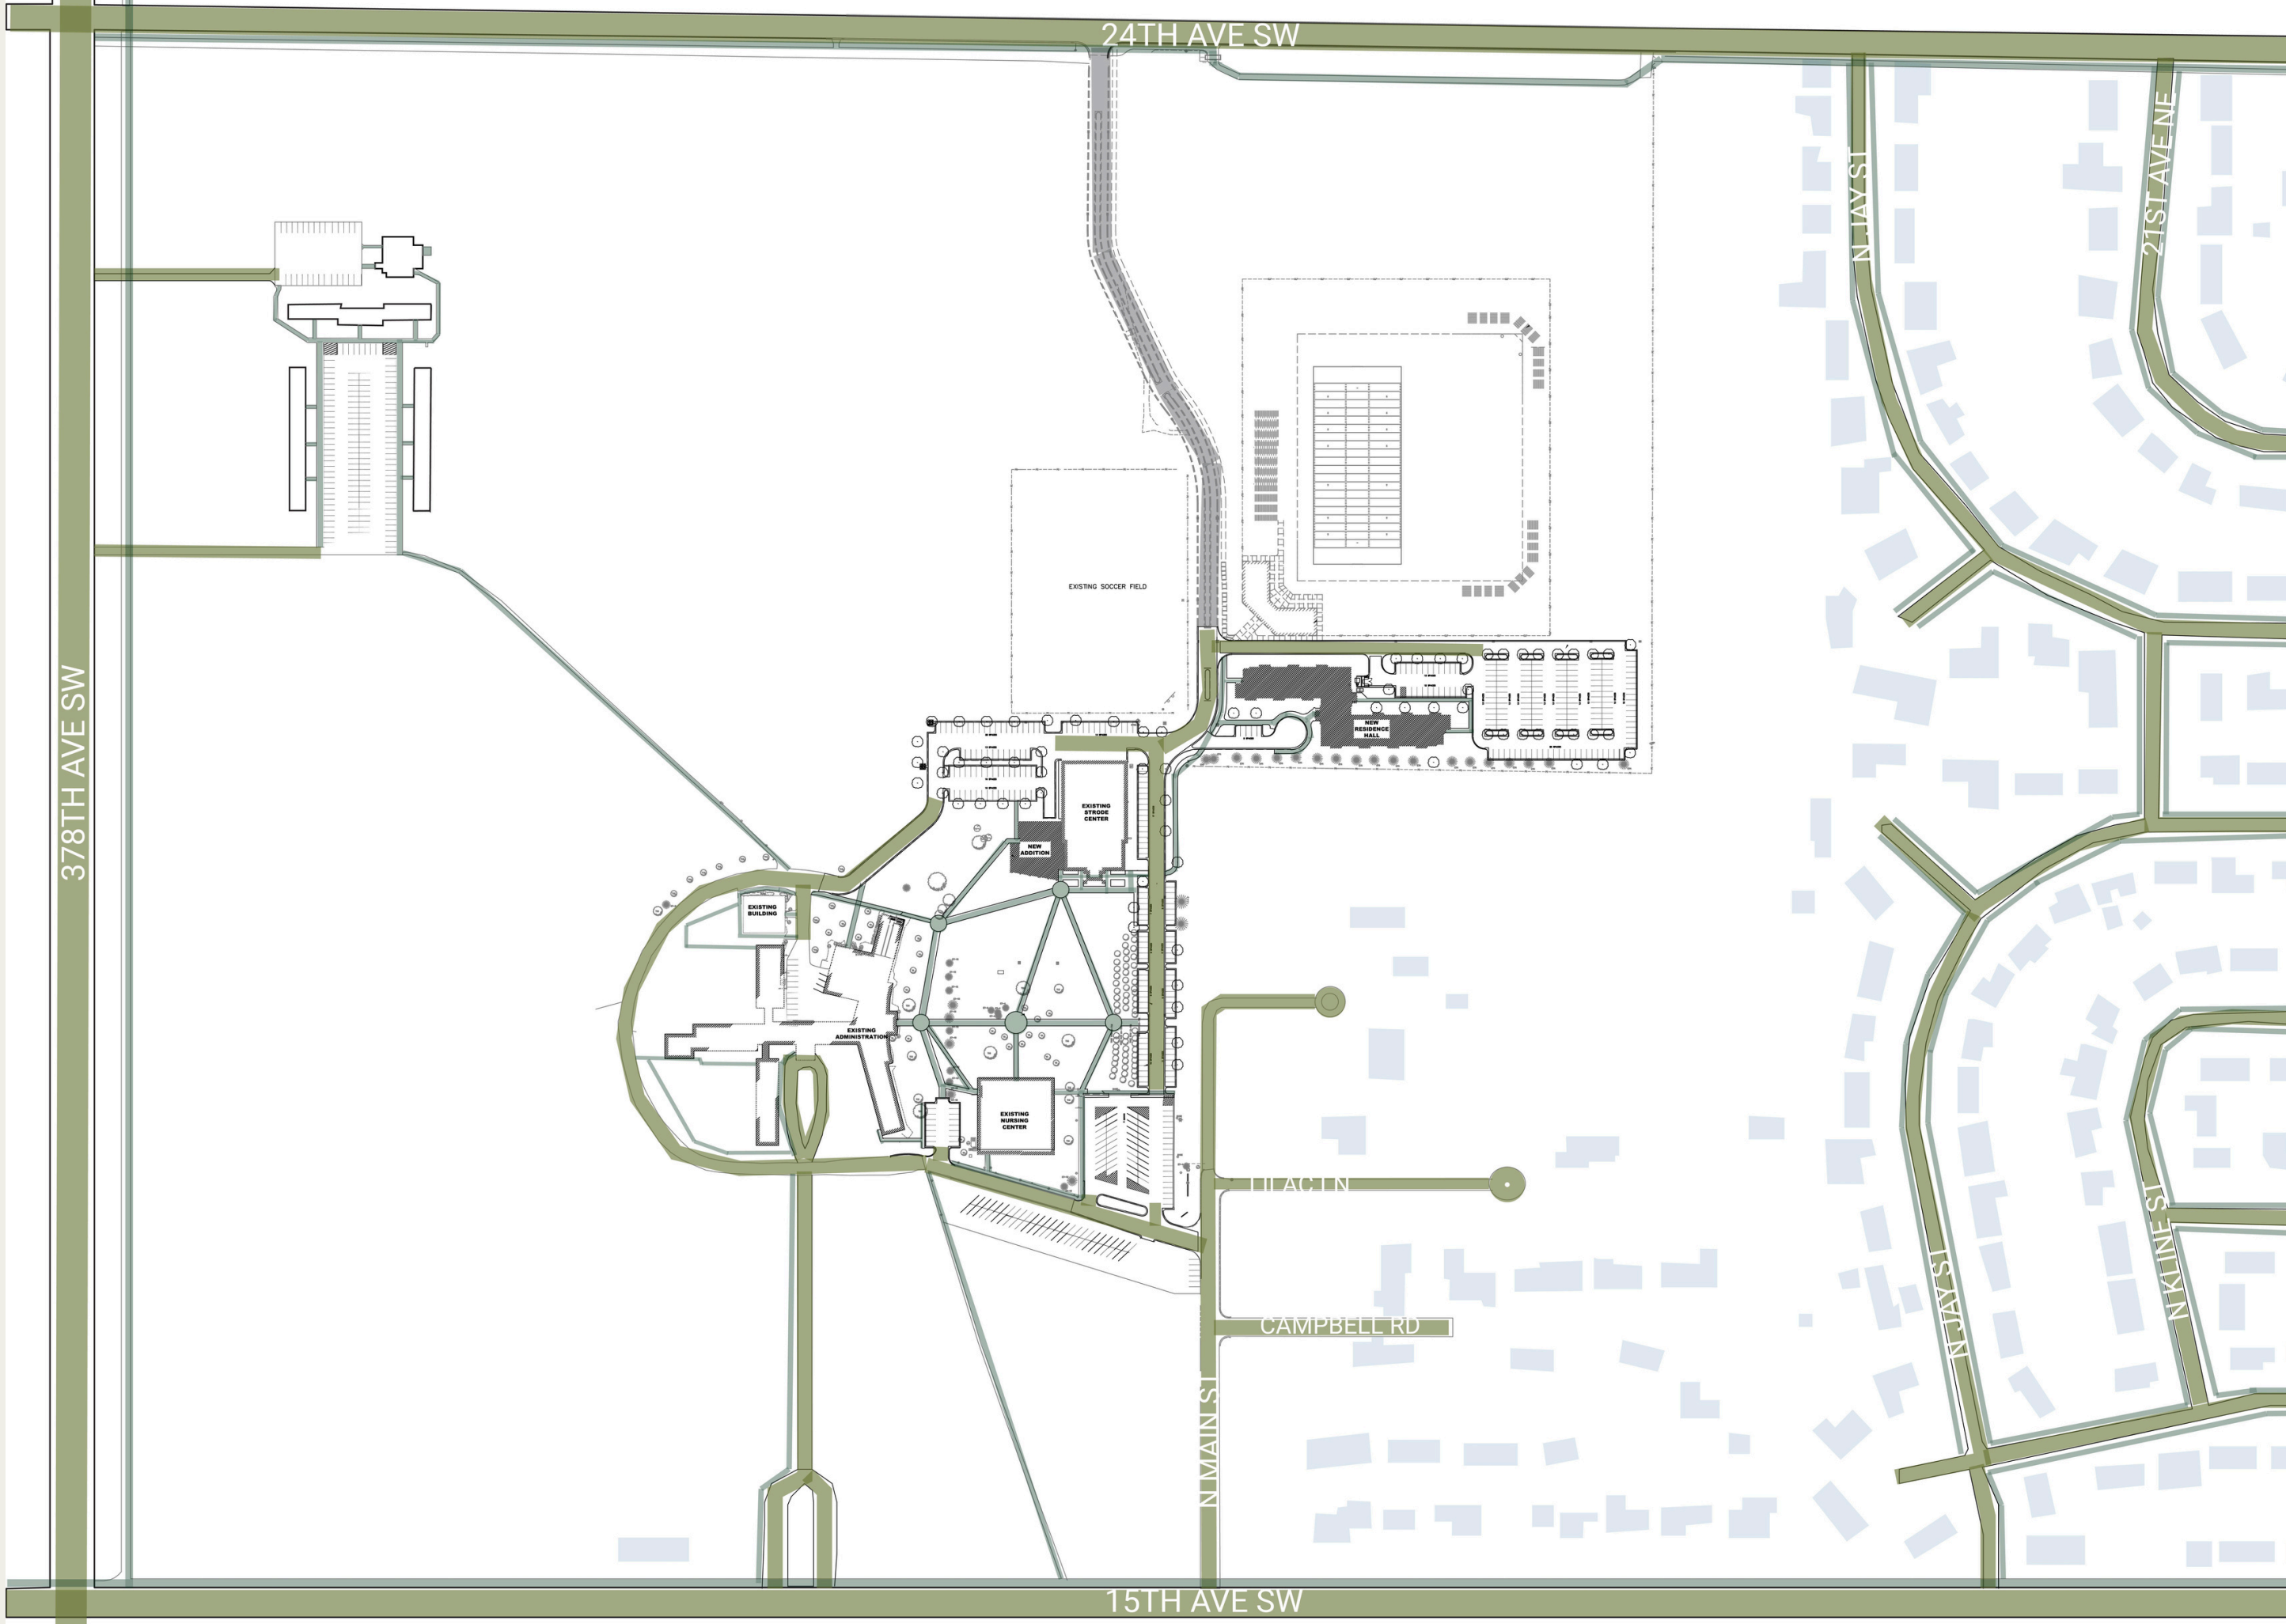 24TH AVE SW
N JAY ST
21ST AVE NE
EXISTING SOCCER FIELD
378TH AVE SW
NEW
RESIDENCE
HALL
EXISTING
STRODE
CENTER
NEW
ADDITION
EXISTING
BUILDING
EXISTING
ADMINISTRATION
EXISTING
NURSING
CENTER
LILAC LN
CAMPBELL RD
N MAIN ST
N JAY ST
N KLINE ST
15TH AVE SW